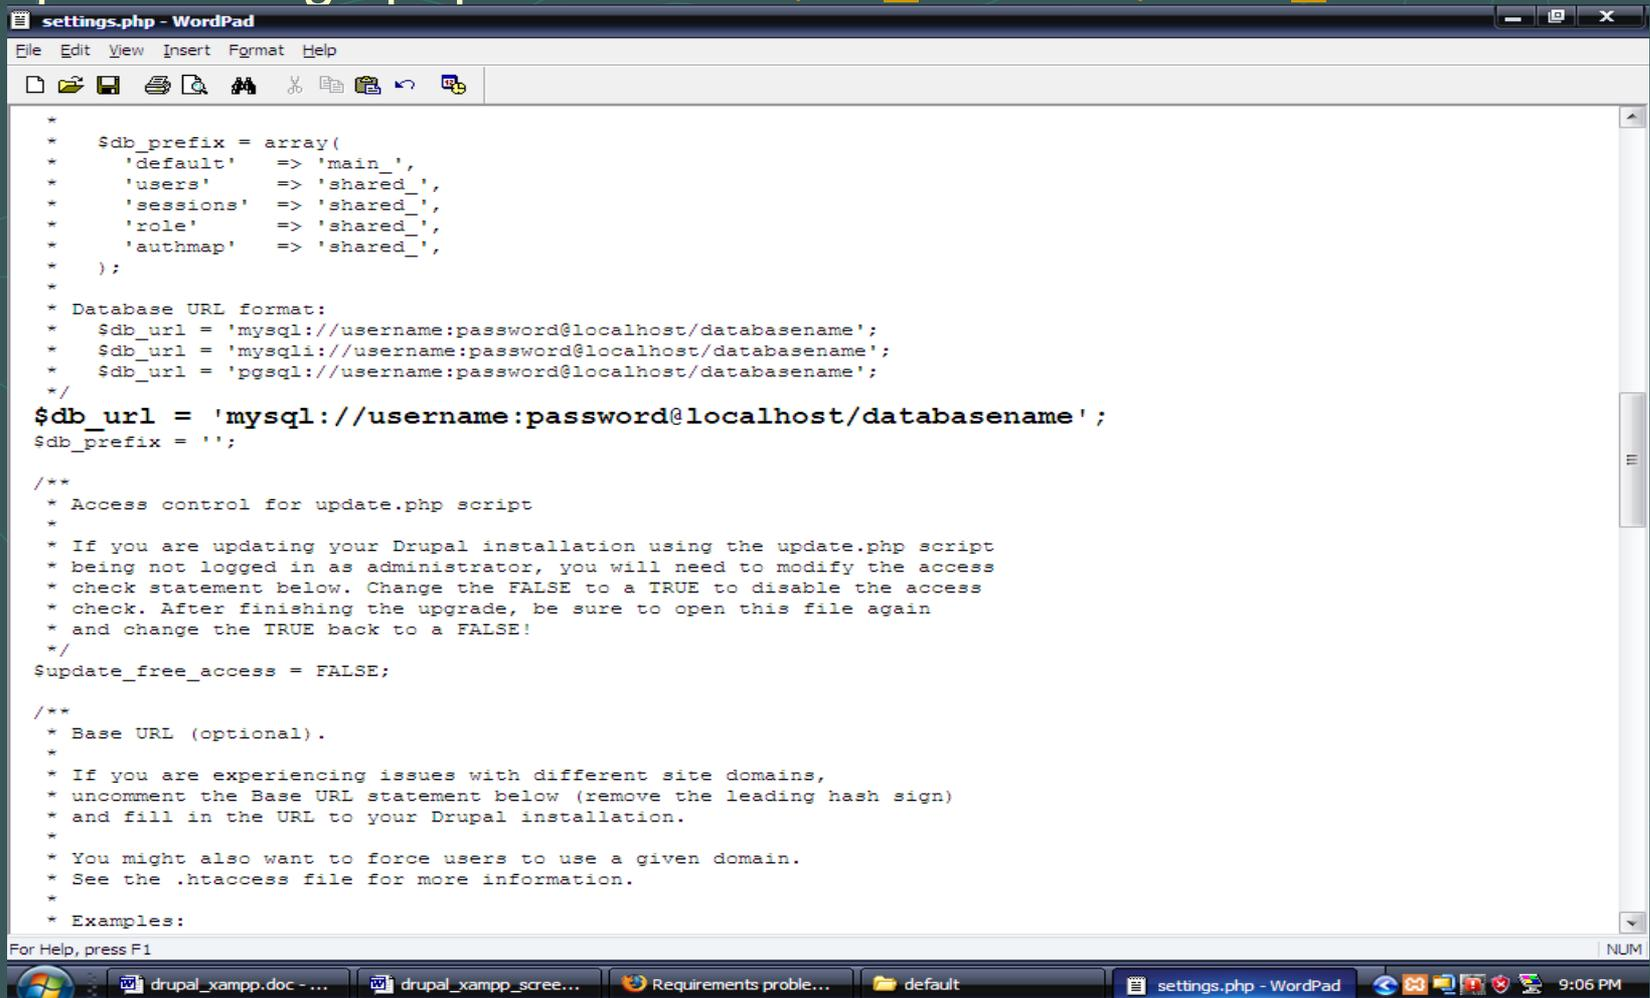 settings.php - WordPad
File Edit View Insert Format Help
*
* $db_prefix = array(
* 'default' => 'main_',
* 'users' => 'shared_',
* 'sessions' => 'shared_',
* 'role' => 'shared_',
* 'authmap' => 'shared_',
* );
*
* Database URL format:
* $db_url = 'mysql://username:password@localhost/databasename';
* $db_url = 'mysqli://username:password@localhost/databasename';
* $db_url = 'pgsql://username:password@localhost/databasename';
*/
$db_url = 'mysql://username:password@localhost/databasename';
$db_prefix = '';
/**
* Access control for update.php script
*
* If you are updating your Drupal installation using the update.php script
* being not logged in as administrator, you will need to modify the access
* check statement below. Change the FALSE to a TRUE to disable the access
* check. After finishing the upgrade, be sure to open this file again
* and change the TRUE back to a FALSE!
*/
$update_free_access = FALSE;
/**
* Base URL (optional).
*
* If you are experiencing issues with different site domains,
* uncomment the Base URL statement below (remove the leading hash sign)
* and fill in the URL to your Drupal installation.
*
* You might also want to force users to use a given domain.
* See the .htaccess file for more information.
*
* Examples:
For Help, press F1 NUM
drupal_xampp.doc - ... drupal_xampp_scree... Requirements proble... default settings.php - WordPad 9:06 PM